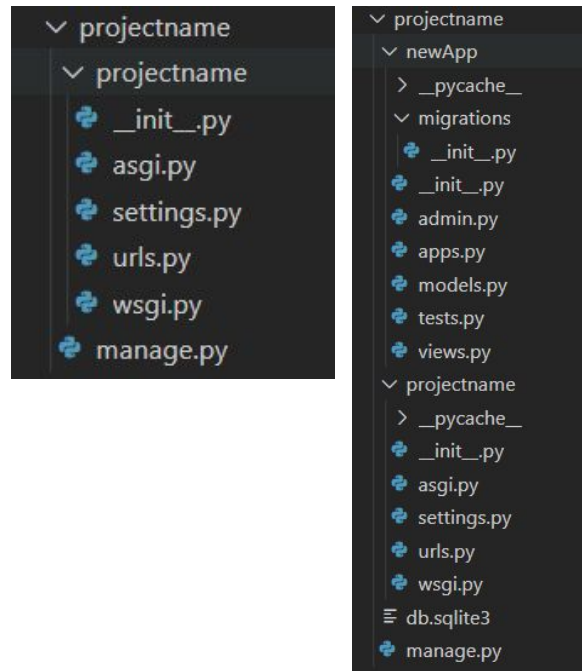 projectname
projectname
__init__.py
asgi.py
settings.py
urls.py
wsgi.py
manage.py
projectname
newApp
__pycache__
migrations
__init__.py
__init__.py
admin.py
apps.py
models.py
tests.py
views.py
projectname
__pycache__
__init__.py
asgi.py
settings.py
urls.py
wsgi.py
db.sqlite3
manage.py